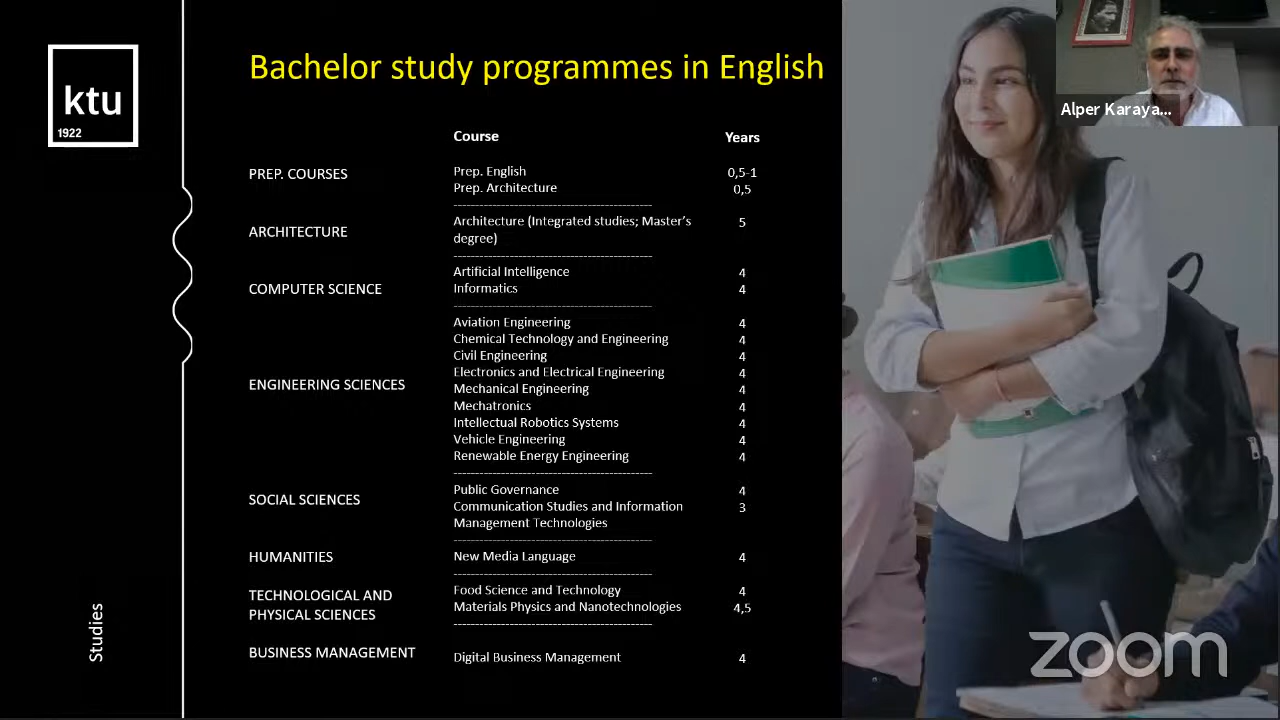 Bachelor study programmes in English
ktu
1922
Alper Karaya...
Course Years
PREP. COURSES
Prep. English 0,5-1
Prep. Architecture 0,5
ARCHITECTURE
Architecture (Integrated studies; Master's 5
degree)
COMPUTER SCIENCE
Artificial Intelligence 4
Informatics 4
ENGINEERING SCIENCES
Aviation Engineering 4
Chemical Technology and Engineering 4
Civil Engineering 4
Electronics and Electrical Engineering 4
Mechanical Engineering 4
Mechatronics 4
Intellectual Robotics Systems 4
Vehicle Engineering 4
Renewable Energy Engineering 4
SOCIAL SCIENCES
Public Governance 4
Communication Studies and Information 3
Management Technologies
HUMANITIES
New Media Language 4
TECHNOLOGICAL AND
PHYSICAL SCIENCES
Food Science and Technology 4
Materials Physics and Nanotechnologies 4,5
BUSINESS MANAGEMENT
Digital Business Management 4
Studies
zoom